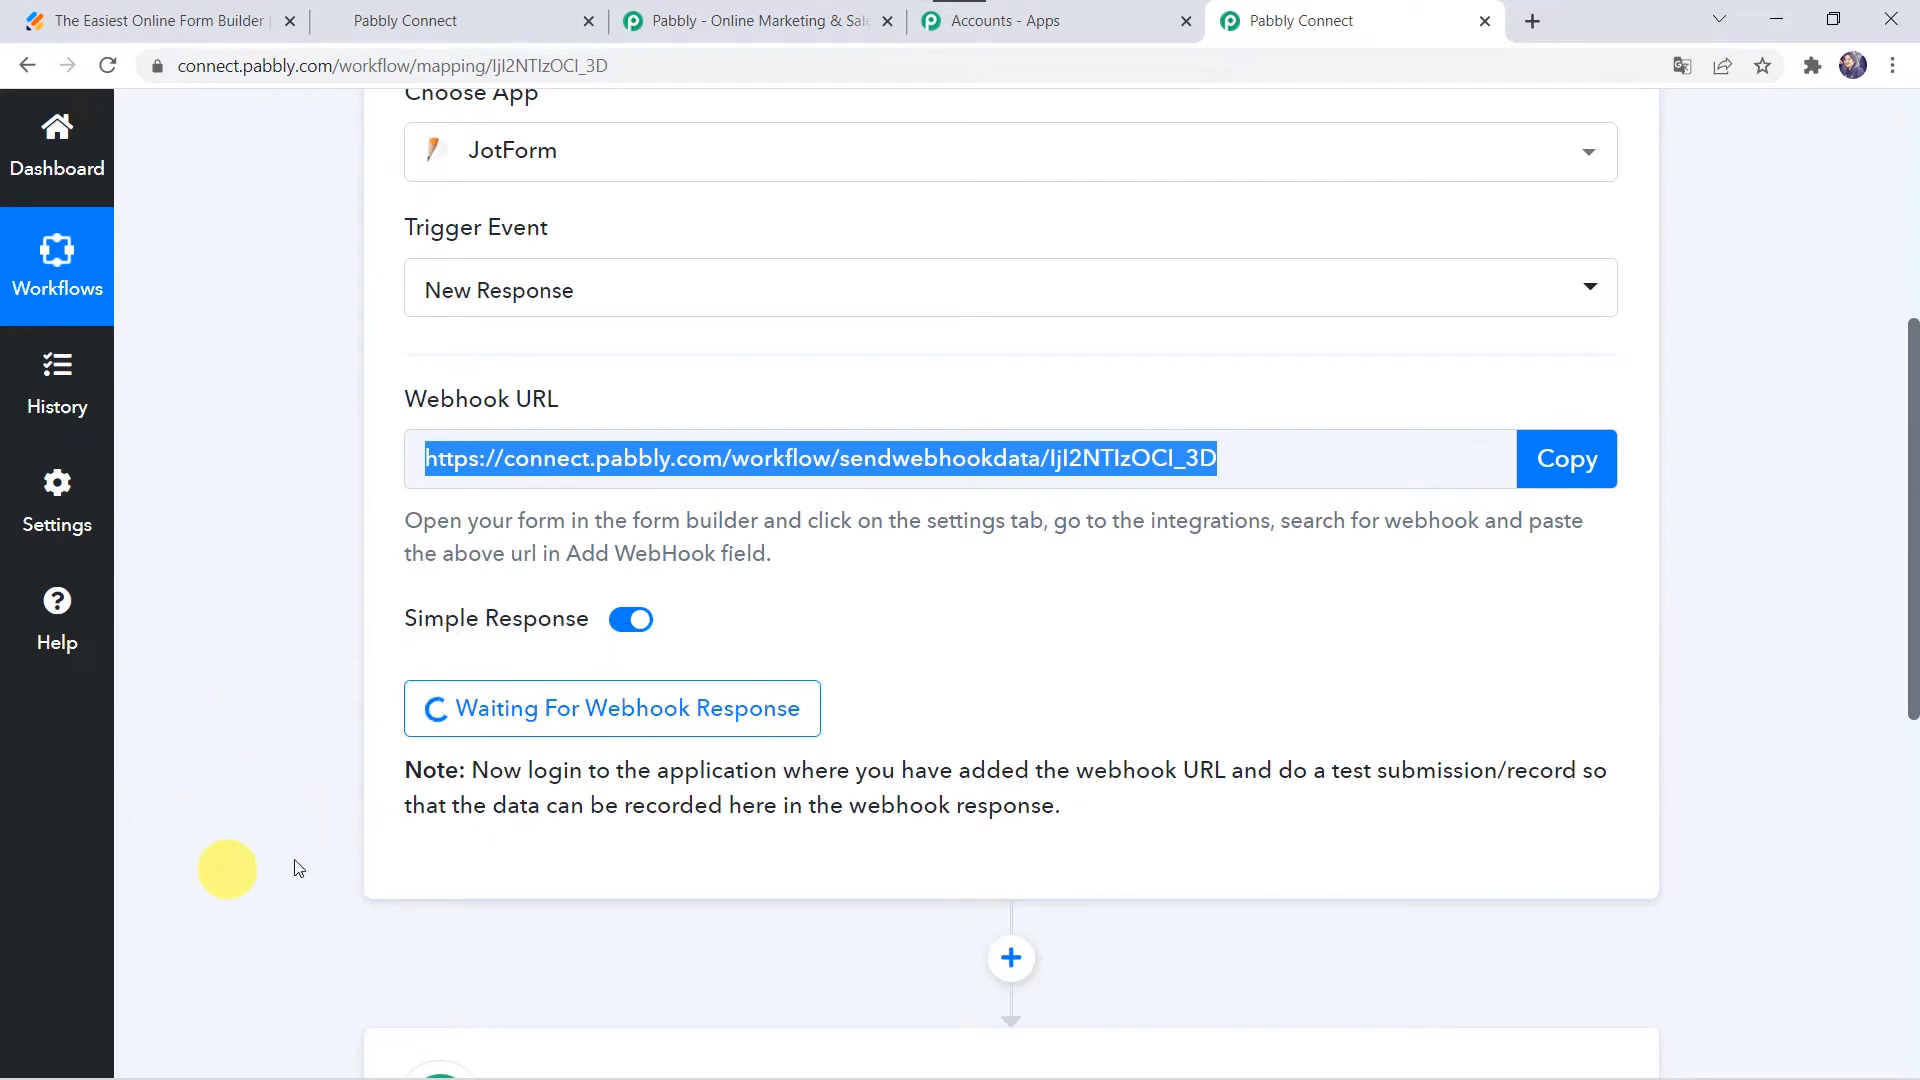 The Easiest Online Form Builder
Pabbly Connect
Pabbly - Online Marketing & Sale
Accounts - Apps
Pabbly Connect
connect.pabbly.com/workflow/mapping/IjI2NTIzOCI_3D
Dashboard
Workflows
History
Settings
Help
Choose App
JotForm
Trigger Event
New Response
Webhook URL
https://connect.pabbly.com/workflow/sendwebhookdata/IjI2NTIzOCI_3D
Copy
Open your form in the form builder and click on the settings tab, go to the integrations, search for webhook and paste
the above url in Add WebHook field.
Simple Response
Waiting For Webhook Response
Note: Now login to the application where you have added the webhook URL and do a test submission/record so
that the data can be recorded here in the webhook response.